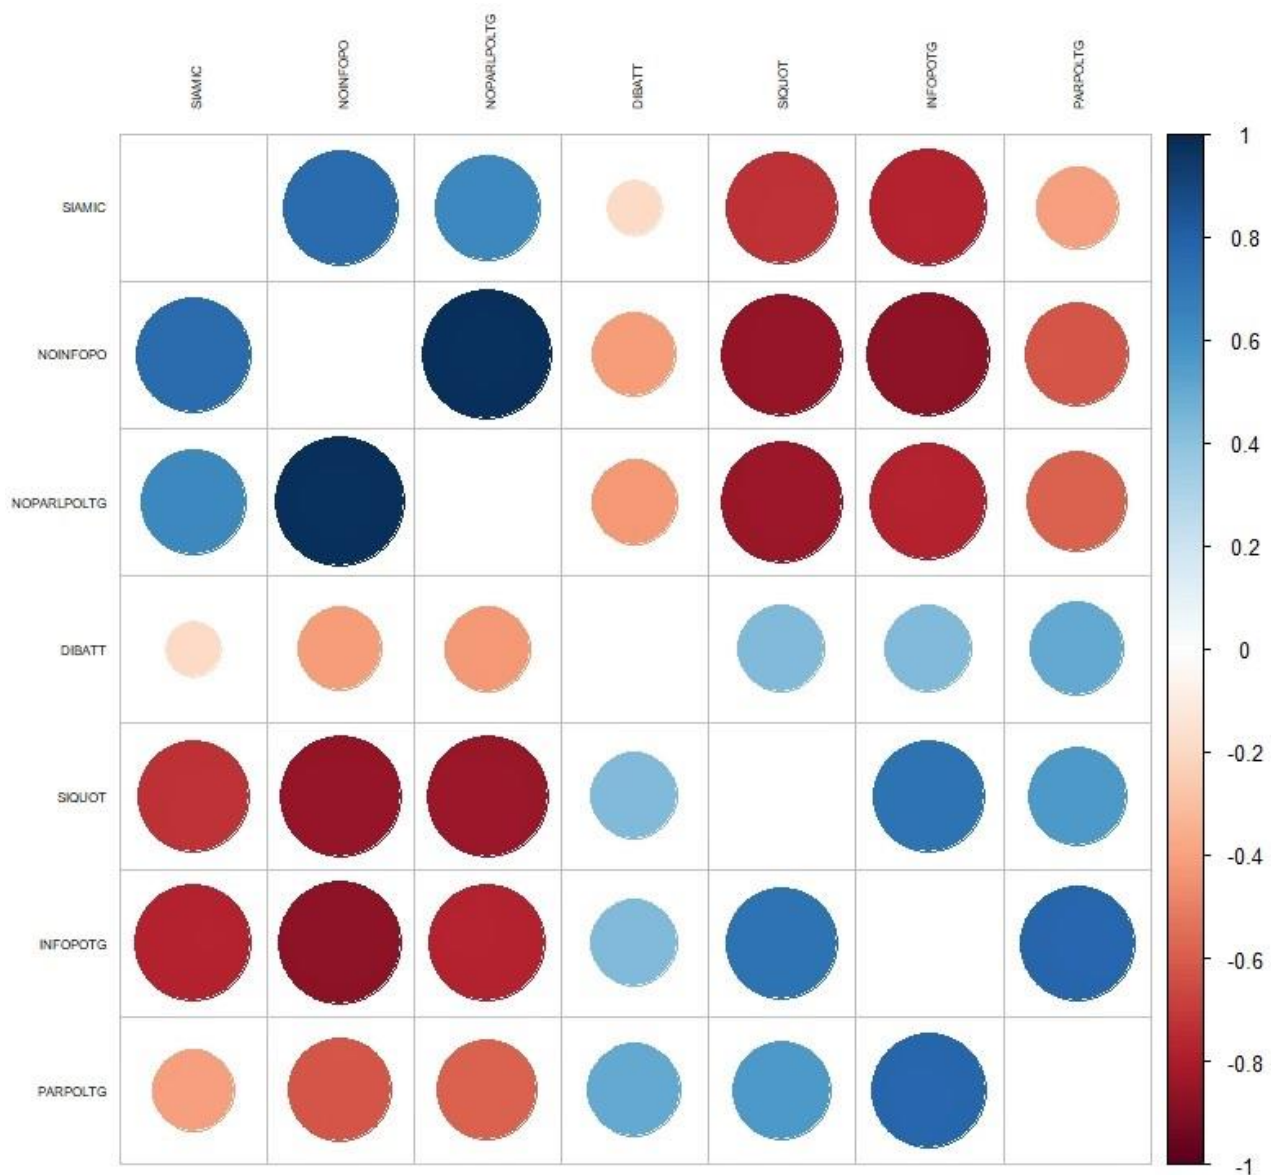 SIAMIC
NOINFOPO
NOPARLPOLTG
DIBATT
SIQUOT
INFOPOTG
PARPOLTG
SIAMIC
NOINFOPO
NOPARLPOLTG
DIBATT
SIQUOT
INFOPOTG
PARPOLTG
1
0.8
0.6
0.4
0.2
0
-0.2
-0.4
-0.6
-0.8
-1